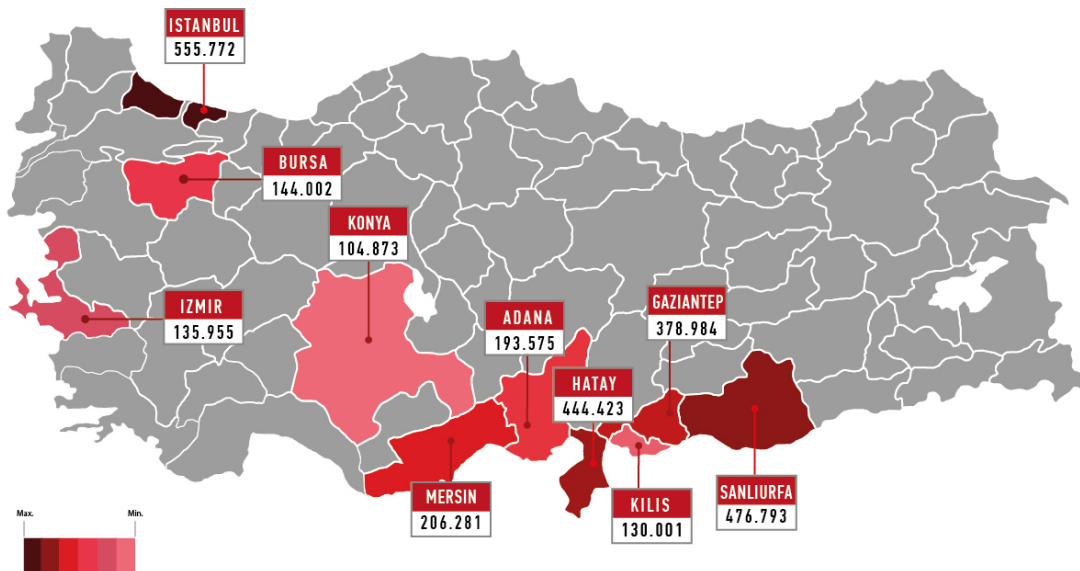 ISTANBUL
555.772
BURSA
144.002
KONYA
104.873
IZMIR
135.955
ADANA
193.575
GAZIANTEP
378.984
HATAY
444.423
MERSIN
206.281
KILIS
130.001
SANLIURFA
476.793
Max.
Min.